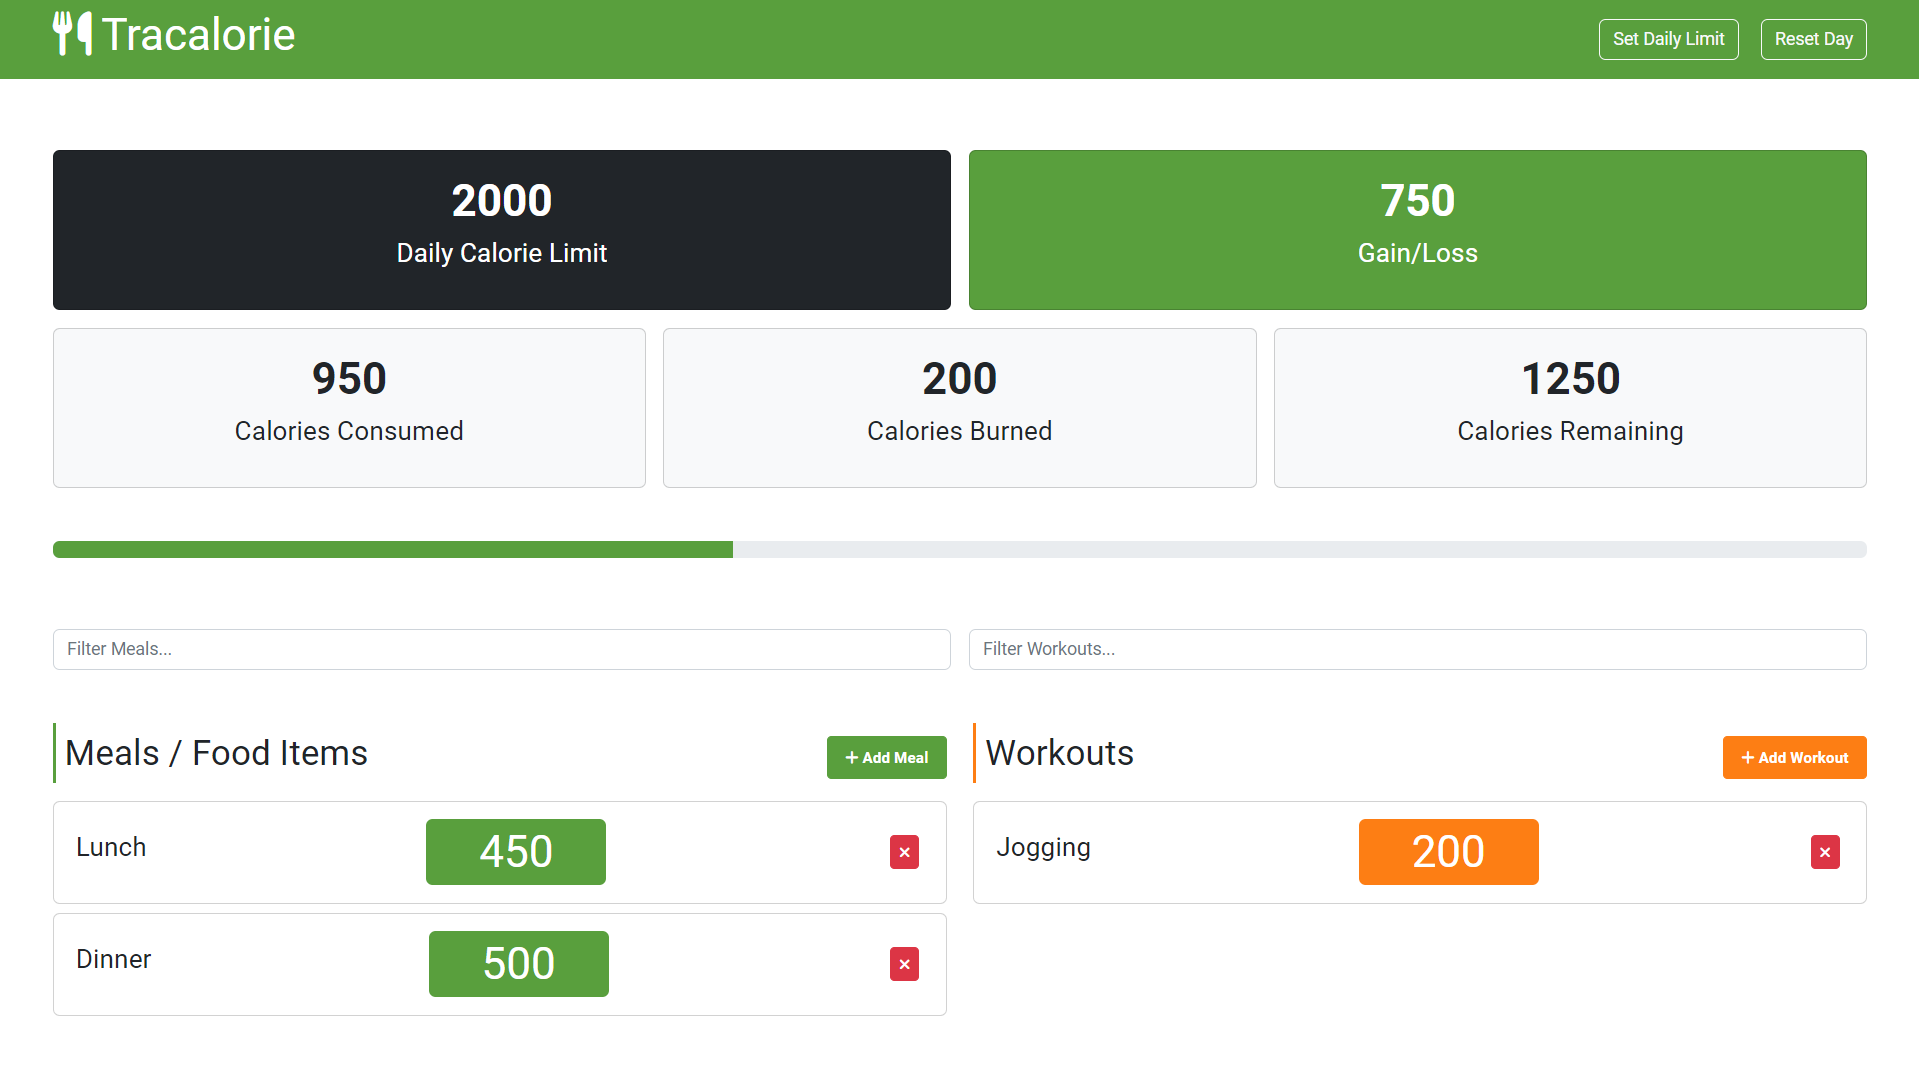 Tracalorie
Set Daily Limit
Reset Day
2000
Daily Calorie Limit
750
Gain/Loss
950
Calories Consumed
200
Calories Burned
1250
Calories Remaining
Filter Meals...
Filter Workouts...
Meals / Food Items
+ Add Meal
Lunch
450
×
Dinner
500
×
Workouts
+ Add Workout
Jogging
200
×